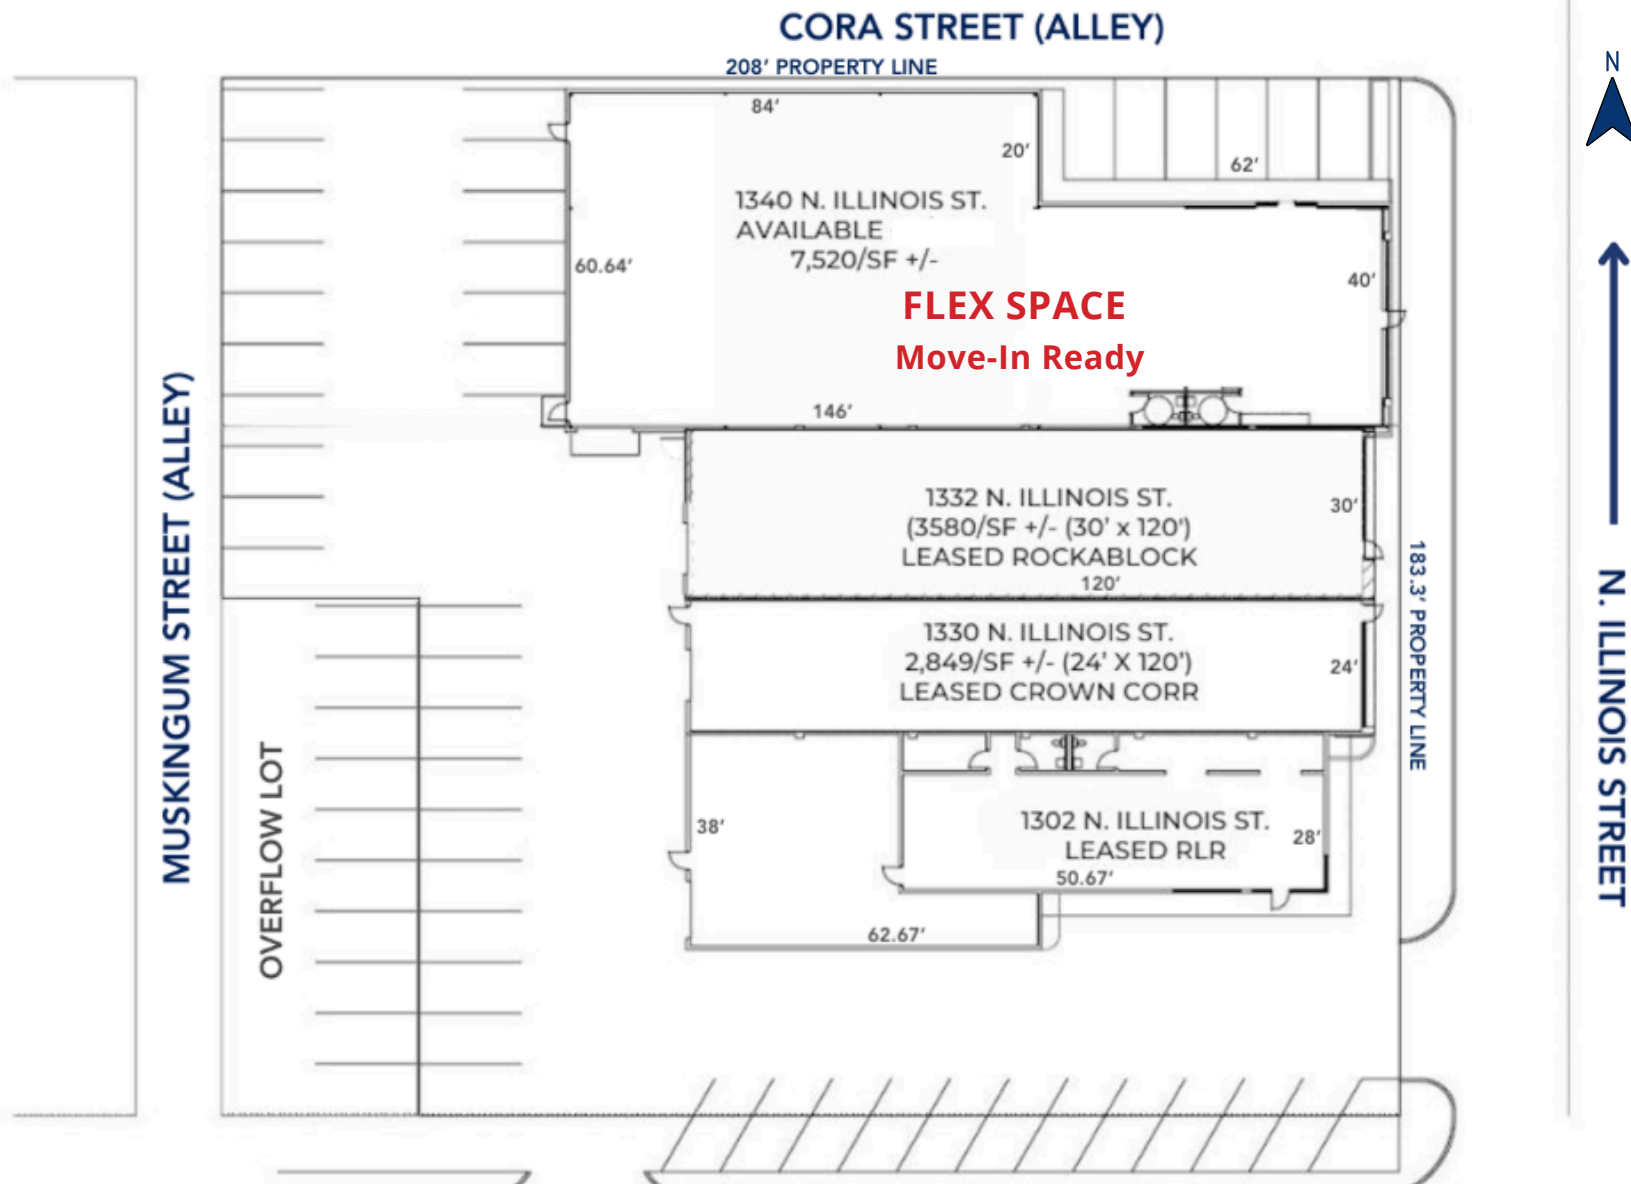 CORA STREET (ALLEY)
208' PROPERTY LINE
N
84'
20'
62'
1340 N. ILLINOIS ST.
AVAILABLE
7,520/SF +/-
60.64'
40'
FLEX SPACE
Move-In Ready
146'
1332 N. ILLINOIS ST.
(3580/SF +/- (30' x 120')
LEASED ROCKABLOCK
30'
120'
1330 N. ILLINOIS ST.
2,849/SF +/- (24' X 120')
LEASED CROWN CORR
24'
183.3' PROPERTY LINE
N. ILLINOIS STREET
MUSKINGUM STREET (ALLEY)
OVERFLOW LOT
38'
1302 N. ILLINOIS ST.
LEASED RLR
28'
50.67'
62.67'